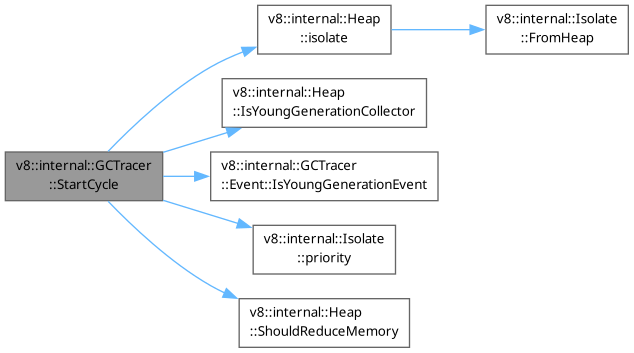 v8::internal::Heap
::isolate
v8::internal::Isolate
::FromHeap
v8::internal::Heap
::IsYoungGenerationCollector
v8::internal::GCTracer
::StartCycle
v8::internal::GCTracer
::Event::IsYoungGenerationEvent
v8::internal::Isolate
::priority
v8::internal::Heap
::ShouldReduceMemory